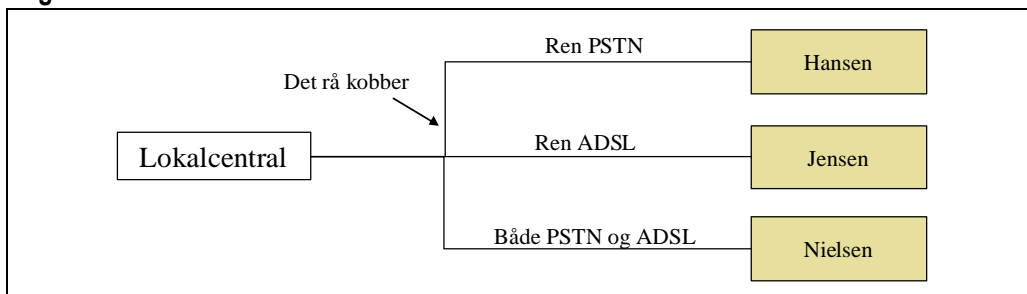 Ren PSTN
Hansen
Det rå kobber
Lokalcentral
Ren ADSL
Jensen
Både PSTN og ADSL
Nielsen